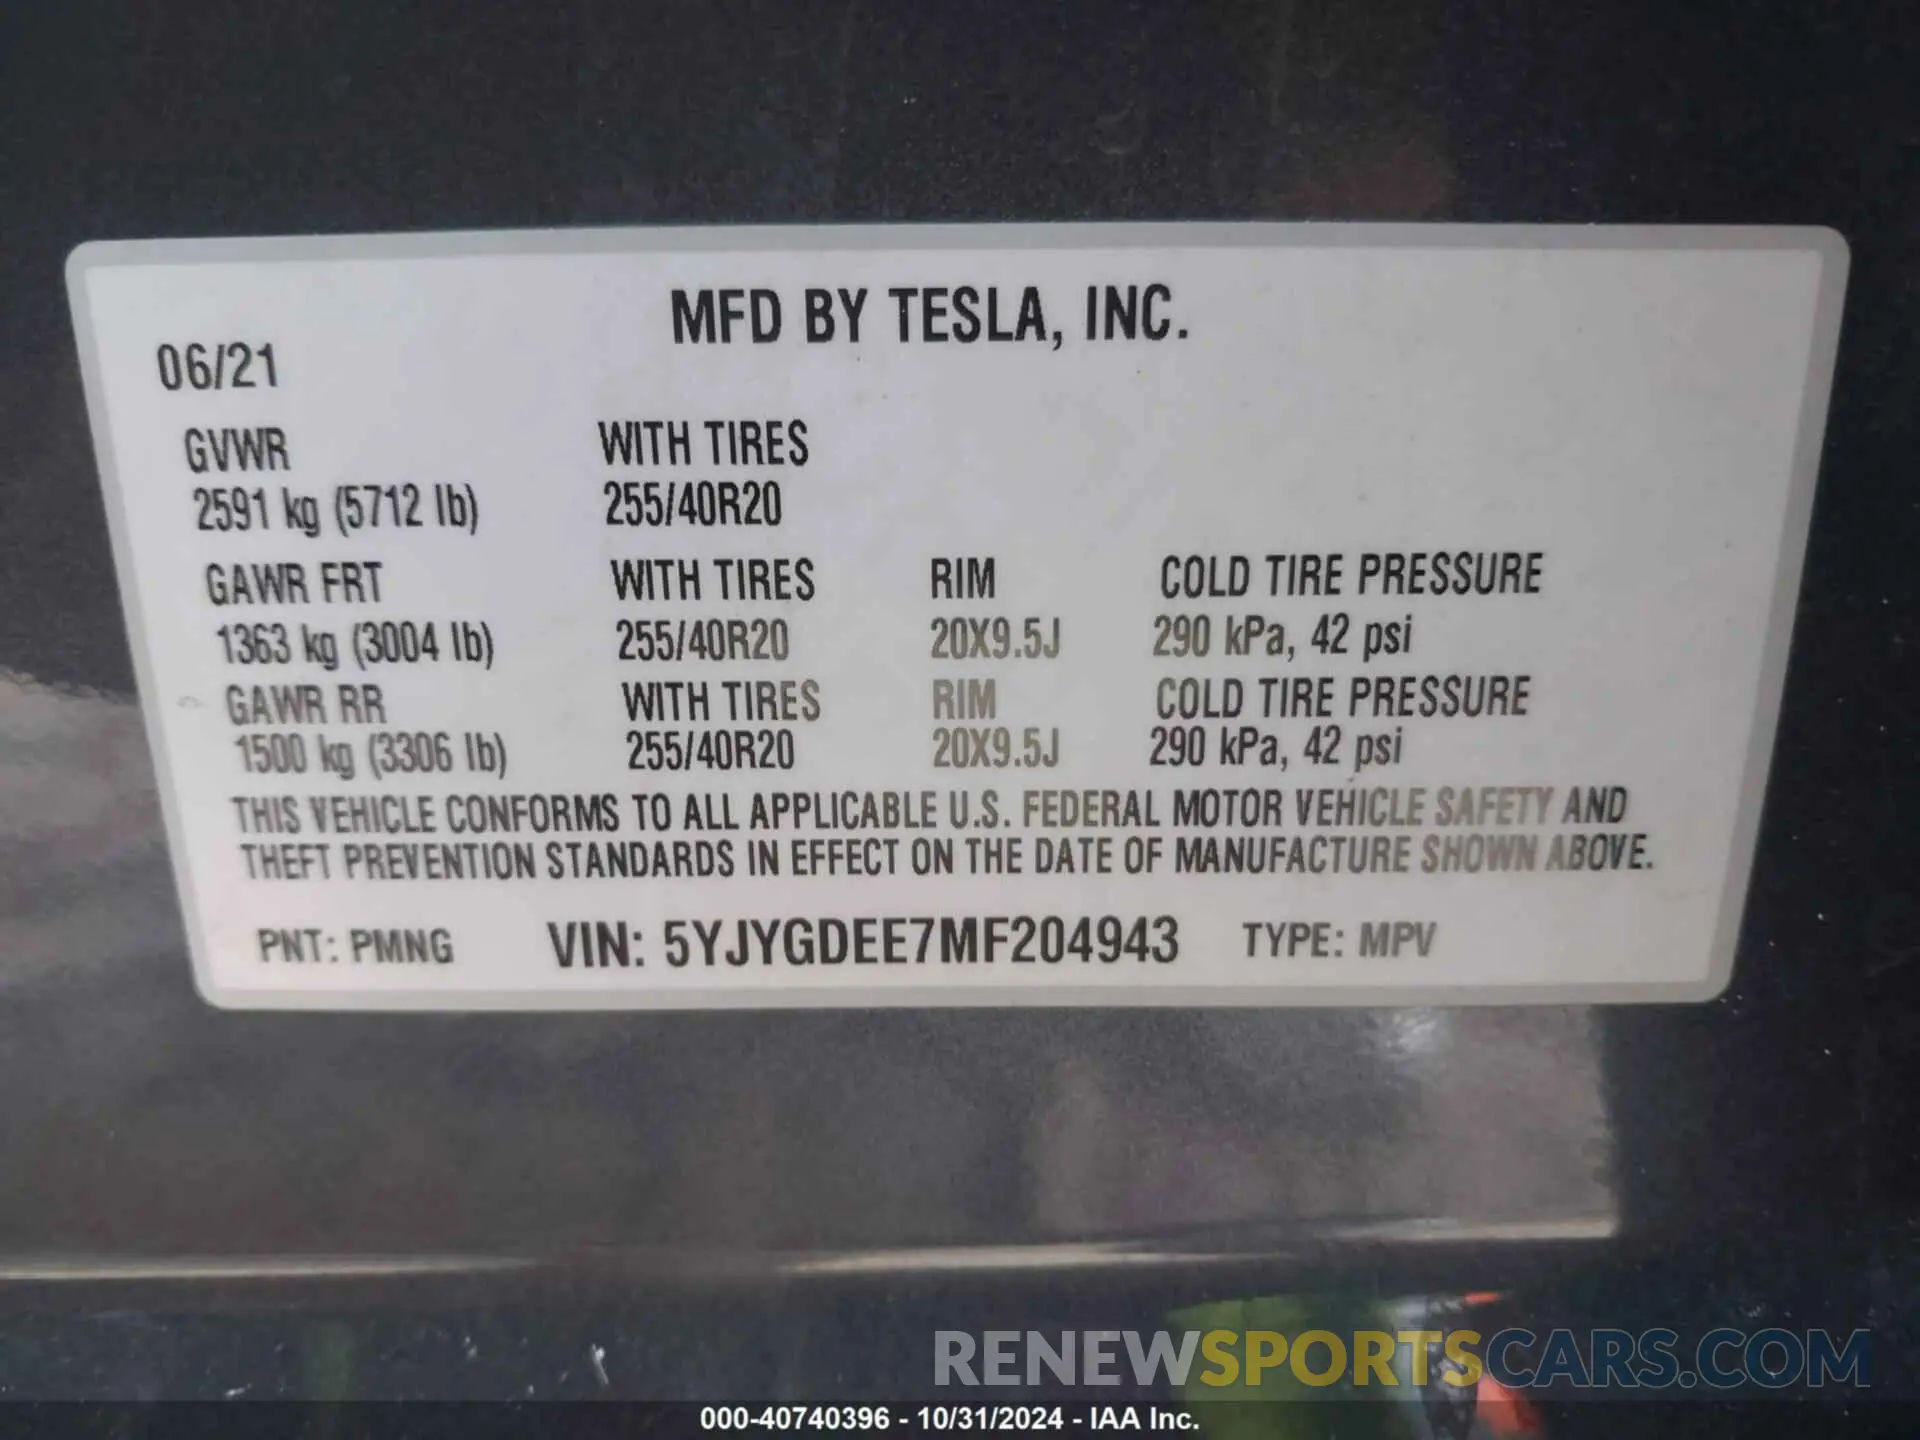 MFD BY TESLA, INC.
06/21
GVWR WITH TIRES
2591 kg (5712 lb) 255/40R20
GAWR FRT WITH TIRES RIM COLD TIRE PRESSURE
1363 kg (3004 lb) 255/40R20 20X9.5J 290 kPa, 42 psi
GAWR RR WITH TIRES RIM COLD TIRE PRESSURE
1500 kg (3306 lb) 255/40R20 20X9.5J 290 kPa, 42 psi
THIS VEHICLE CONFORMS TO ALL APPLICABLE U.S. FEDERAL MOTOR VEHICLE SAFETY AND
THEFT PREVENTION STANDARDS IN EFFECT ON THE DATE OF MANUFACTURE SHOWN ABOVE.
PNT: PMNG VIN: 5YJYGDEE7MF204943 TYPE: MPV
RENEWSPORTSCARS.COM
000-40740396 - 10/31/2024 - IAA Inc.